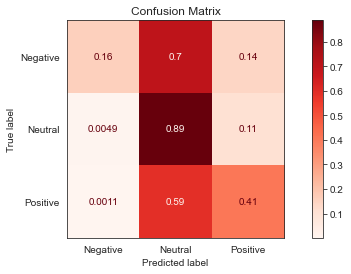 Confusion Matrix
Negative 0.16 0.7 0.14
Neutral 0.0049 0.89 0.11
Positive 0.0011 0.59 0.41
Negative Neutral Positive
Predicted label
True label
0.8
0.7
0.6
0.5
0.4
0.3
0.2
0.1